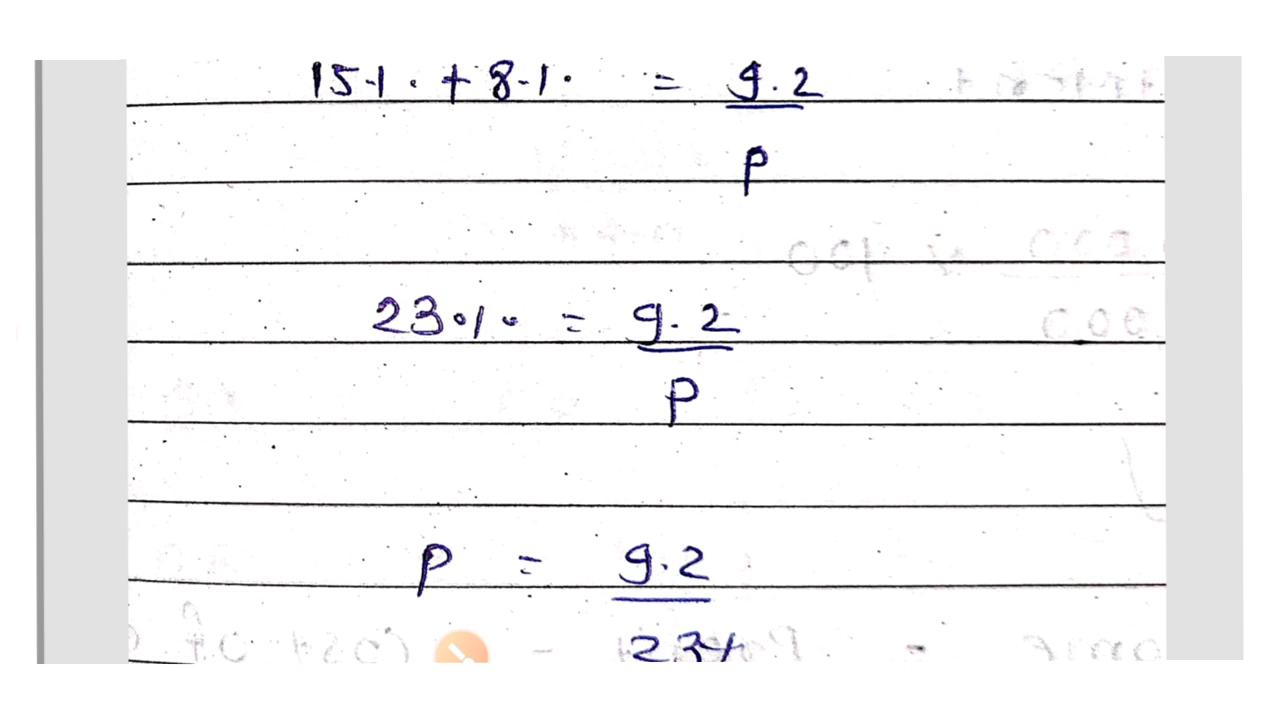 15% + 8% = 9.2
P
23% = 9.2
P
P = 9.2
23%